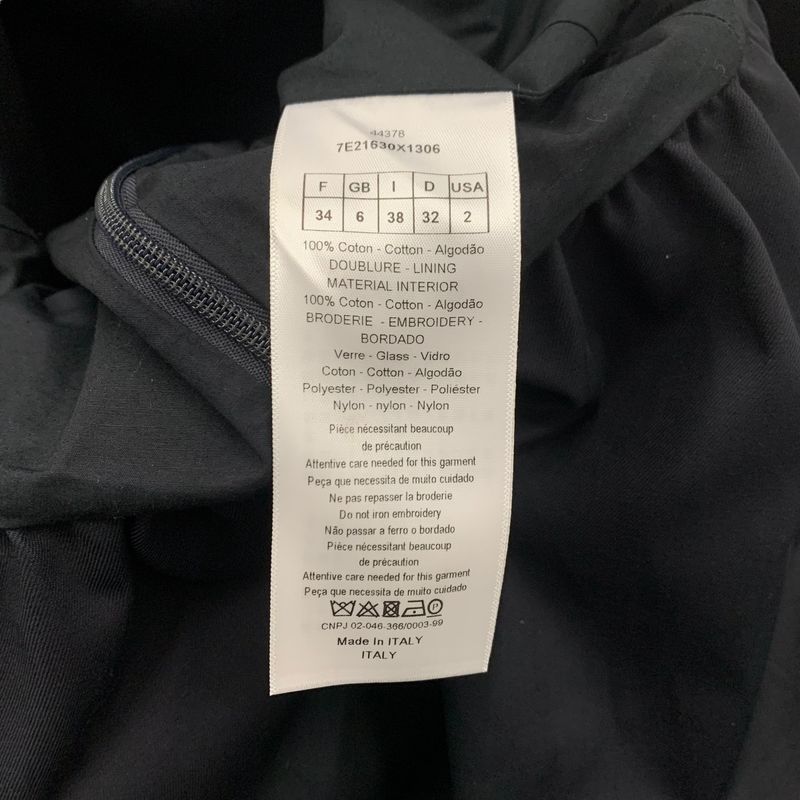 44378
7E21630X1306
F GB I D USA
34 6 38 32 2
100% Coton - Cotton - Algodão
DOUBLURE - LINING
MATERIAL INTERIOR
100% Coton - Cotton - Algodão
BRODERIE - EMBROIDERY -
BORDADO
Verre - Glass - Vidro
Coton - Cotton - Algodão
Polyester - Polyester - Poliéster
Nylon - nylon - Nylon
Pièce nécessitant beaucoup
de précaution
Attentive care needed for this garment
Peça que necessita de muito cuidado
Ne pas repasser la broderie
Do not iron embroidery
Não passar a ferro o bordado
Pièce nécessitant beaucoup
de précaution
Attentive care needed for this garment
Peça que necessita de muito cuidado
P
CNPJ 02-046-366/0003-99
Made In ITALY
ITALY